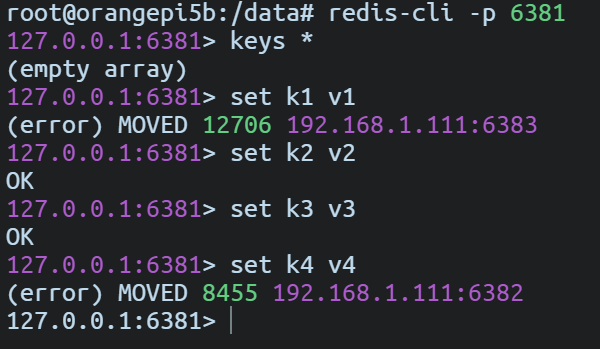 root@orangepi5b:/data# redis-cli -p 6381
127.0.0.1:6381> keys *
(empty array)
127.0.0.1:6381> set k1 v1
(error) MOVED 12706 192.168.1.111:6383
127.0.0.1:6381> set k2 v2
OK
127.0.0.1:6381> set k3 v3
OK
127.0.0.1:6381> set k4 v4
(error) MOVED 8455 192.168.1.111:6382
127.0.0.1:6381>